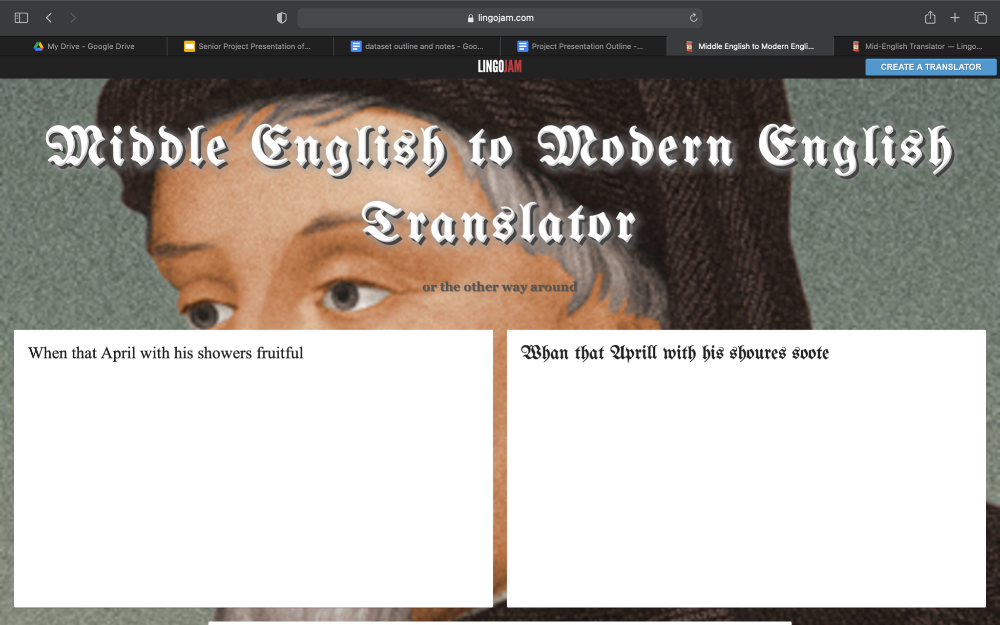 lingojam.com
My Drive - Google Drive
Senior Project Presentation of...
dataset outline and notes - Goo...
Project Presentation Outline -...
Middle English to Modern Engli...
Mid-English Translator — Lingo...
LINGOJAM
CREATE A TRANSLATOR
Middle English to Modern English
Translator
or the other way around
When that April with his showers fruitful
Whan that Aprill with his shoures soote